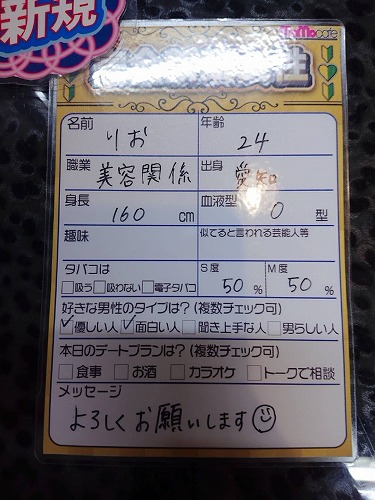 新規
性
名前 りお 年齢 24
職業 美容関係 出身 愛知
身長 160 cm 血液型 O 型
趣味 似てると言われる芸能人等
タバコは S度 M度
□吸う □吸わない □電子タバコ 50 % 50 %
好きな男性のタイプは?(複数チェック可)
☑優しい人 ☑面白い人 □聞き上手な人 □男らしい人
本日のデートプランは?(複数チェック可)
□食事 □お酒 □カラオケ □トークで相談
メッセージ
よろしくお願いします☺